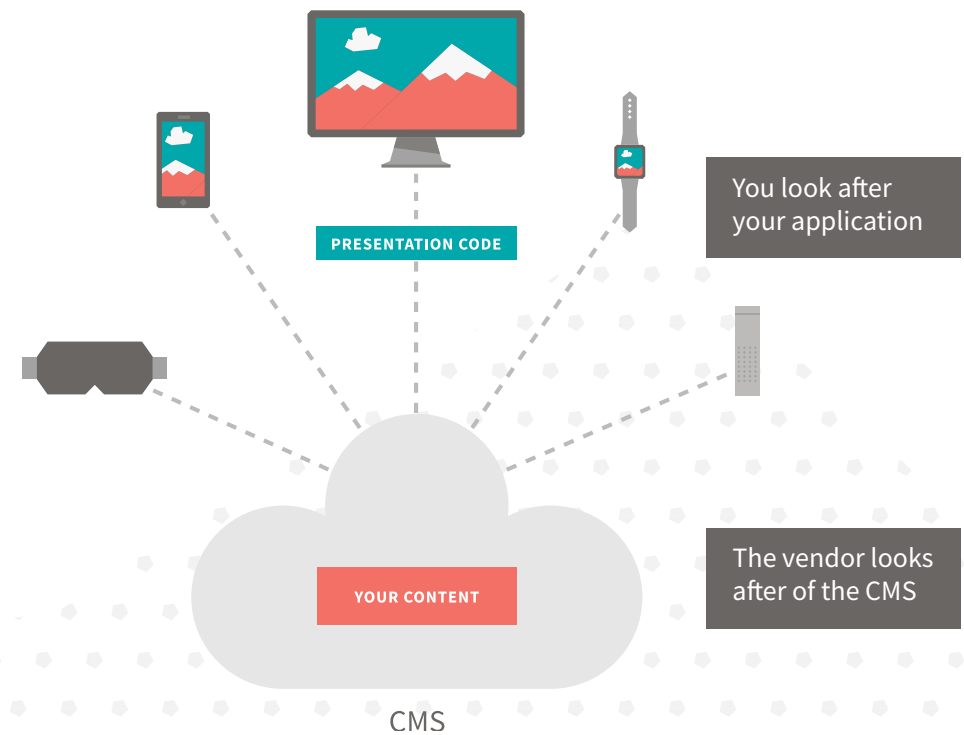 You look after
your application
PRESENTATION CODE
The vendor looks
after of the CMS
YOUR CONTENT
CMS